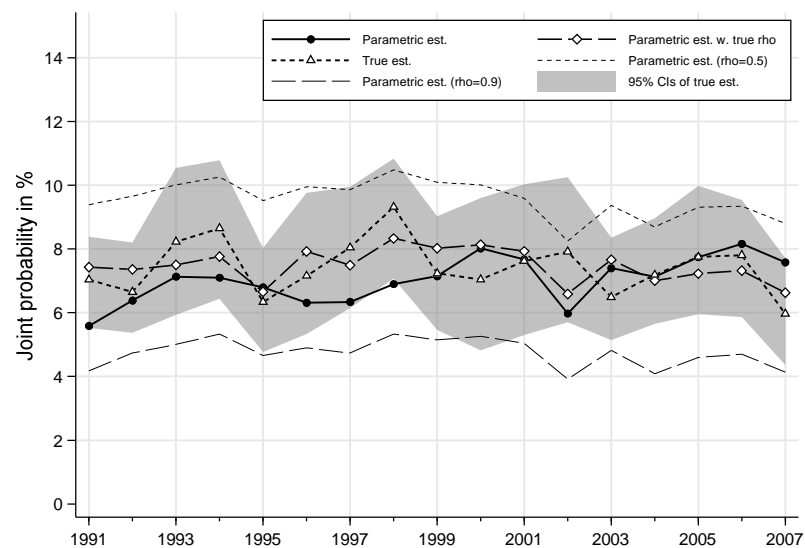 Parametric est.
Parametric est. w. true rho
True est.
Parametric est. (rho=0.5)
Parametric est. (rho=0.9)
95% CIs of true est.
Joint probability in %
14
12
10
8
6
4
2
0
1991 1993 1995 1997 1999 2001 2003 2005 2007